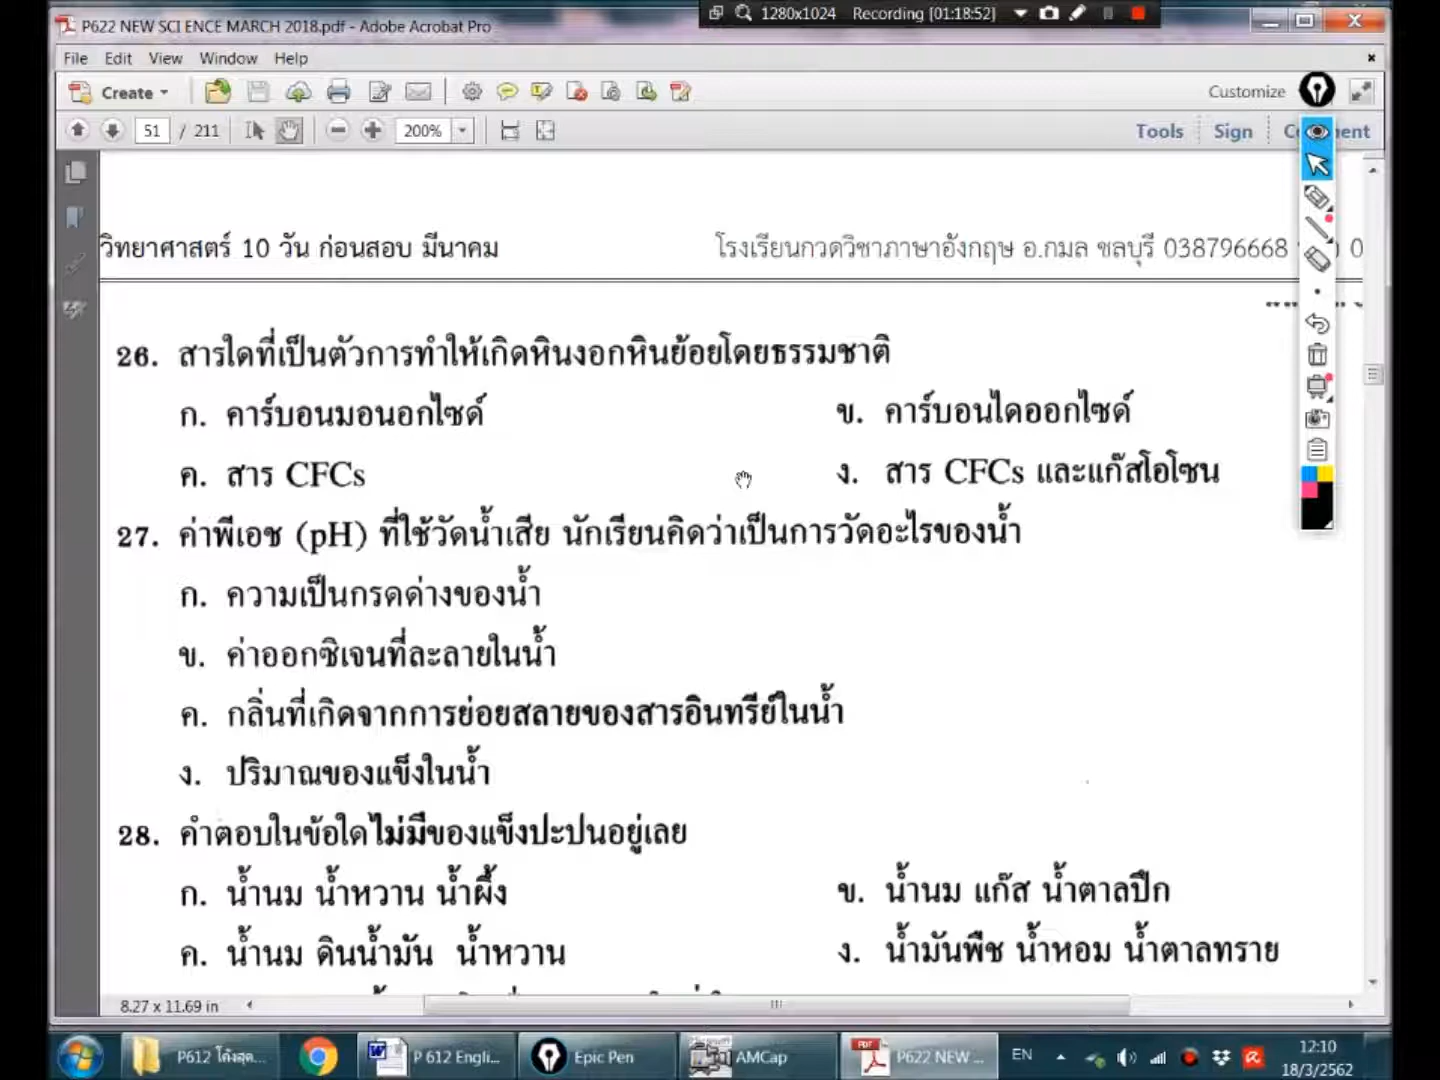 P622 NEW SCI ENCE MARCH 2018.pdf - Adobe Acrobat Pro
1280x1024 Recording [01:18:52]
File Edit View Window Help
Create
Customize
51 / 211
200%
Tools Sign
วิทยาศาสตร์ 10 วัน ก่อนสอบ มีนาคม
โรงเรียนกวดวิชาภาษาอังกฤษ อ.กมล ชลบุรี 038796668
26. สารใดที่เป็นตัวการทำให้เกิดหินงอกหินย้อยโดยธรรมชาติ
ก. คาร์บอนมอนอกไซด์
ข. คาร์บอนไดออกไซด์
ค. สาร CFCs
ง. สาร CFCs และแก๊สโอโซน
27. ค่าพีเอช (pH) ที่ใช้วัดน้ำเสีย นักเรียนคิดว่าเป็นการวัดอะไรของน้ำ
ก. ความเป็นกรดด่างของน้ำ
ข. ค่าออกซิเจนที่ละลายในน้ำ
ค. กลิ่นที่เกิดจากการย่อยสลายของสารอินทรีย์ในน้ำ
ง. ปริมาณของแข็งในน้ำ
28. คำตอบในข้อใดไม่มีของแข็งปะปนอยู่เลย
ก. น้ำนม น้ำหวาน น้ำผึ้ง
ข. น้ำนม แก๊ส น้ำตาลปึก
ค. น้ำนม ดินน้ำมัน น้ำหวาน
ง. น้ำมันพืช น้ำหอม น้ำตาลทราย
8.27 x 11.69 in
P612 โค้งสุด...
P 612 Engli...
Epic Pen
AMCap
P622 NEW ...
EN
12:10
18/3/2562